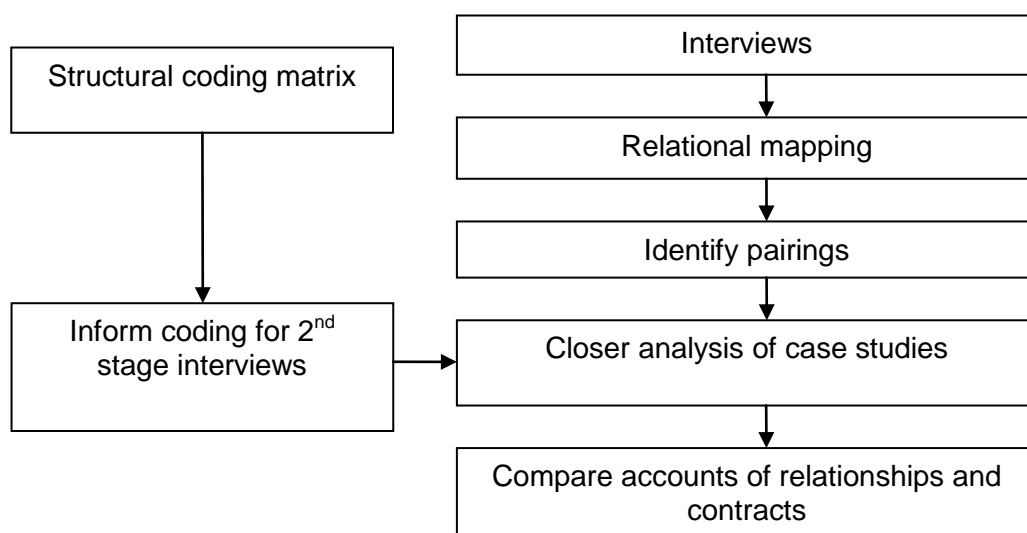 Structural coding matrix
Inform coding for 2nd
stage interviews
Interviews
Relational mapping
Identify pairings
Closer analysis of case studies
Compare accounts of relationships and
contracts